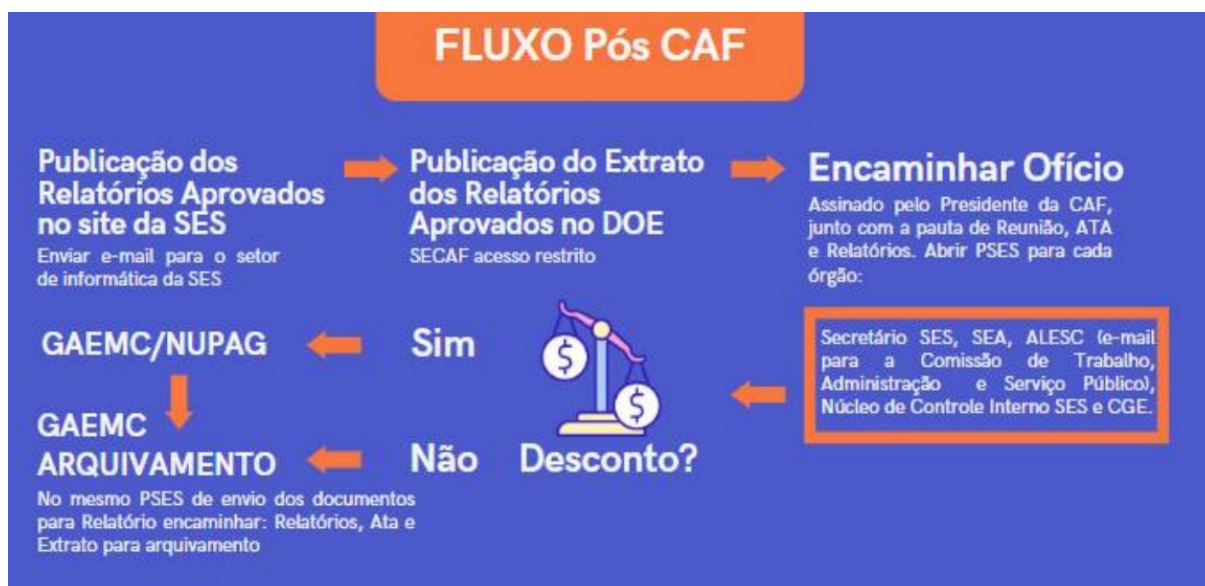 FLUXO Pós CAF
Publicação dos
Relatórios Aprovados
no site da SES
Enviar e-mail para o setor
de informática da SES
Publicação do Extrato
dos Relatórios
Aprovados no DOE
SECAF acesso restrito
Encaminhar Ofício
Assinado pelo Presidente da CAF,
junto com a pauta de Reunião, ATA
e Relatórios. Abrir PSES para cada
órgão:
Secretário SES, SEA, ALESC (e-mail
para a Comissão de Trabalho,
Administração e Serviço Público),
Núcleo de Controle Interno SES e CGE.
$
$
Desconto?
Sim
GAEMC/NUPAG
Não
GAEMC
ARQUIVAMENTO
No mesmo PSES de envio dos documentos
para Relatório encaminhar: Relatórios, Ata e
Extrato para arquivamento